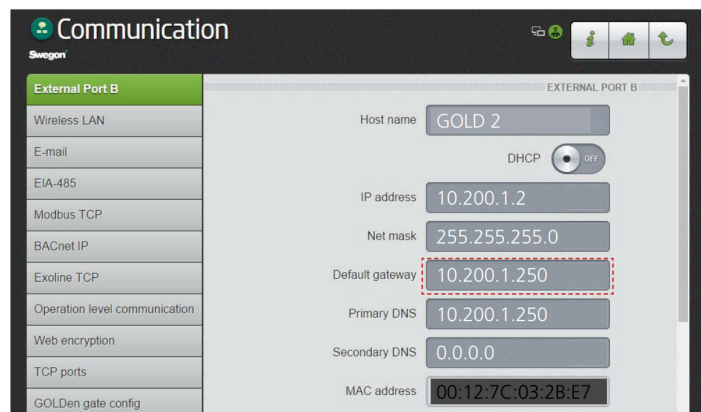 Communication
Swegon
i
External Port B
Wireless LAN
E-mail
EIA-485
Modbus TCP
BACnet IP
Exoline TCP
Operation level communication
Web encryption
TCP ports
GOLDen gate config
EXTERNAL PORT B
Host name GOLD 2
DHCP OFF
IP address 10.200.1.2
Net mask 255.255.255.0
Default gateway 10.200.1.250
Primary DNS 10.200.1.250
Secondary DNS 0.0.0.0
MAC address 00:12:7C:03:2B:E7